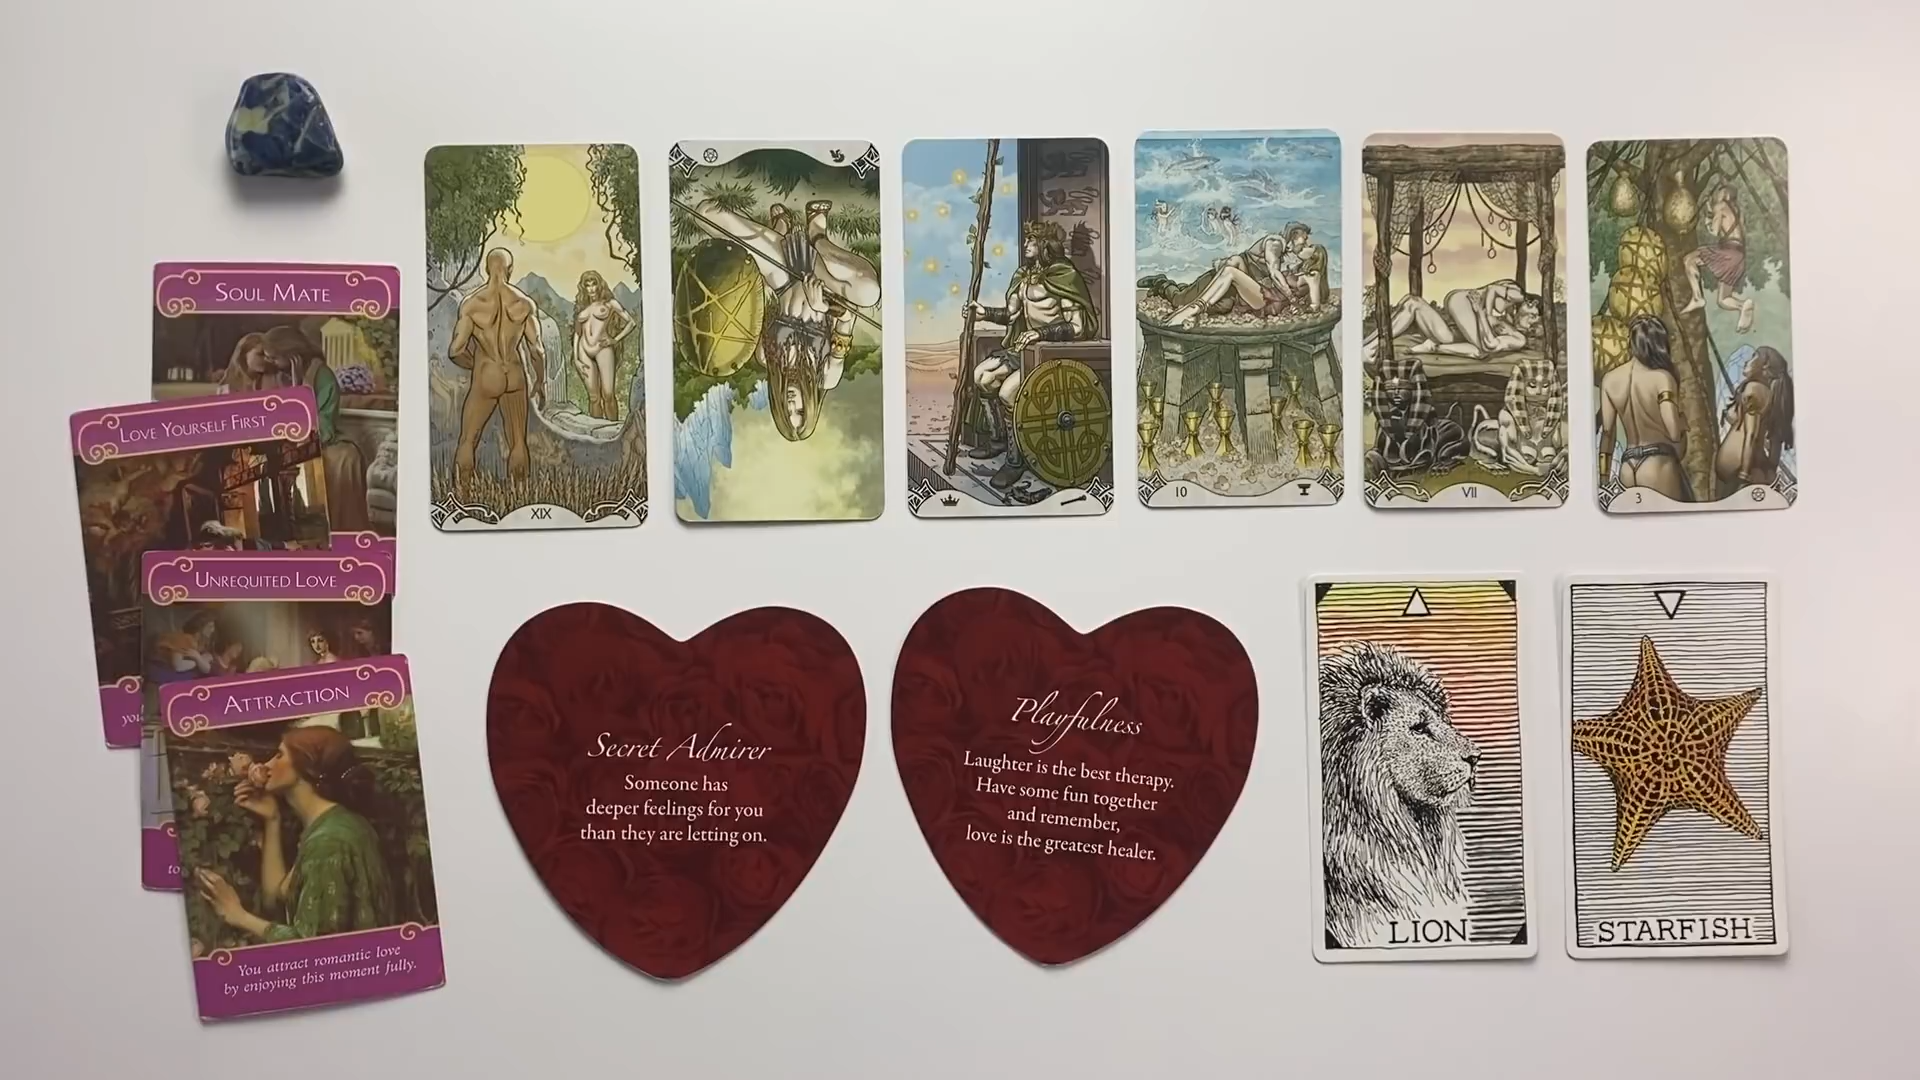 SOUL MATE
LOVE YOURSELF FIRST
you
UNREQUITED LOVE
to
ATTRACTION
You attract romantic love
by enjoying this moment fully.
XIX
10
VII
3
Secret Admirer
Someone has
deeper feelings for you
than they are letting on.
Playfulness
Laughter is the best therapy.
Have some fun together
and remember,
love is the greatest healer.
LION
STARFISH